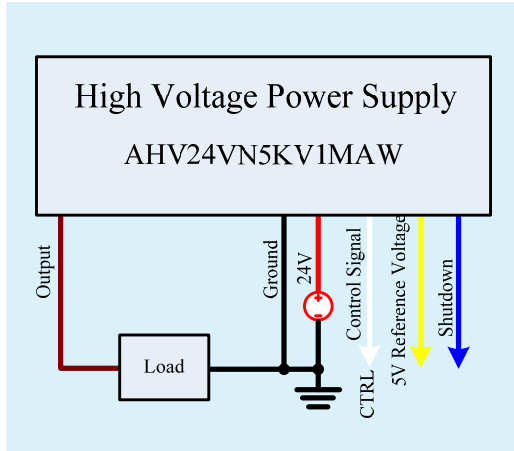 High Voltage Power Supply
AHV24VN5KV1MAW
Output
Ground
24V
Control Signal
CTRL
5V Reference Voltage
Shutdown
Load